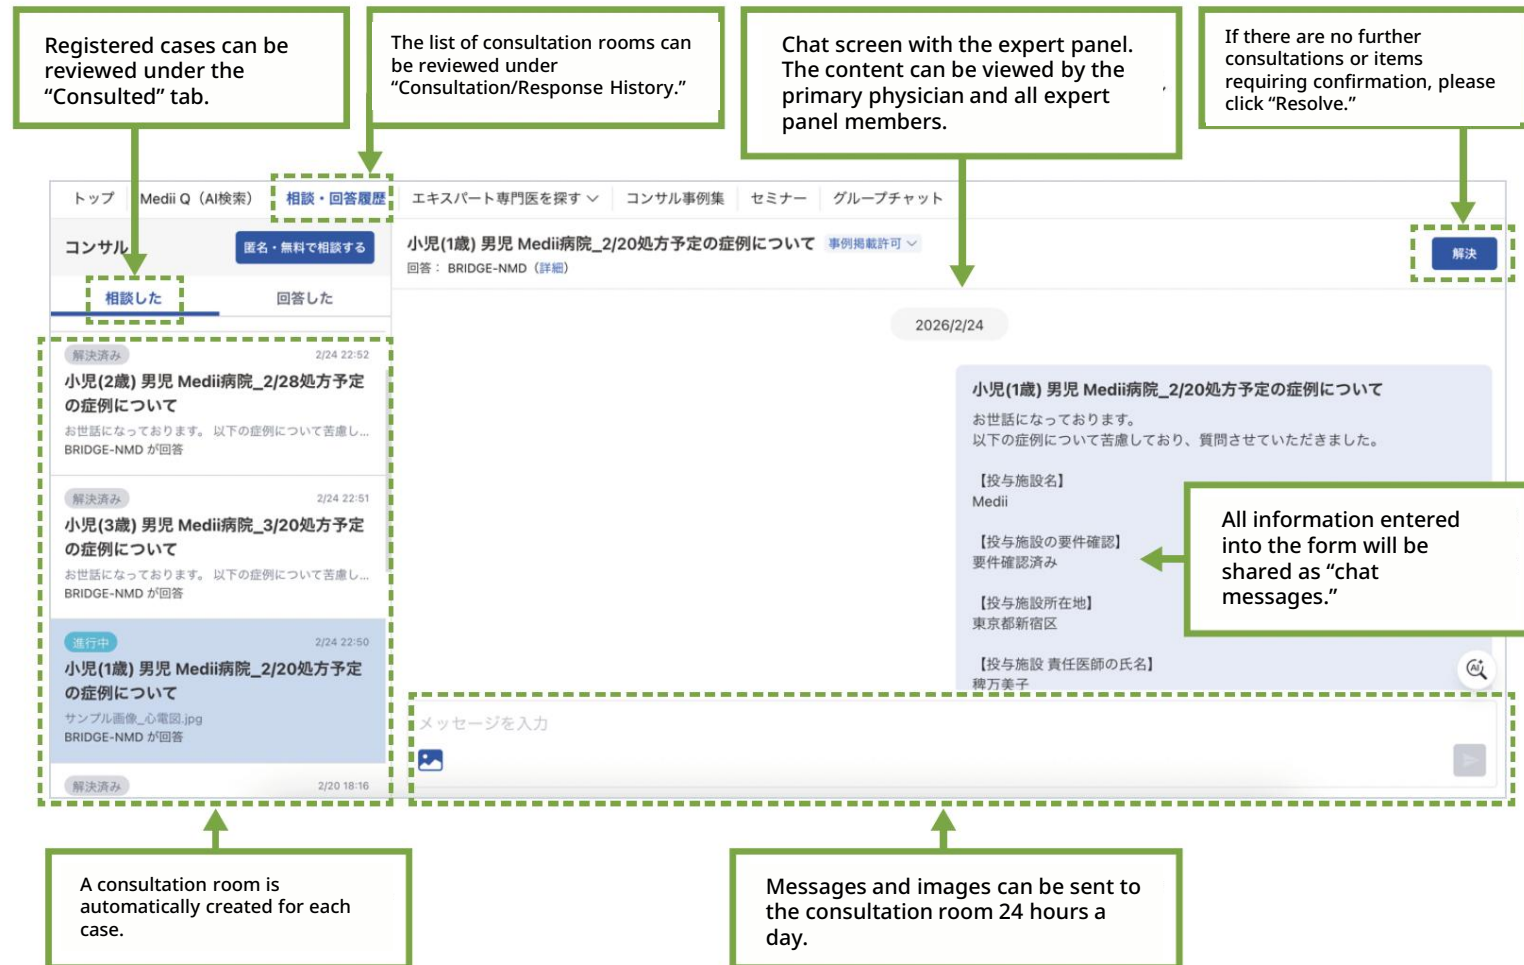 Registered cases can be
reviewed under the
“Consulted” tab.
The list of consultation rooms can
be reviewed under
“Consultation/Response History.”
Chat screen with the expert panel.
The content can be viewed by the
primary physician and all expert
panel members.
If there are no further
consultations or items
requiring confirmation, please
click “Resolve.”
トップ
Medii Q（AI検索）
相談・回答履歴
エキスパート専門医を探す
コンサル事例集
セミナー
グループチャット
コンサル
匿名・無料で相談する
相談した
回答した
解決済み
2/24 22:52
小児(2歳) 男児 Medii病院_2/28処方予定
の症例について
お世話になっております。 以下の症例について苦慮し...
BRIDGE-NMD が回答
解決済み
2/24 22:51
小児(3歳) 男児 Medii病院_3/20処方予定
の症例について
お世話になっております。 以下の症例について苦慮し...
BRIDGE-NMD が回答
進行中
2/24 22:50
小児(1歳) 男児 Medii病院_2/20処方予定
の症例について
サンプル画像_心電図.jpg
BRIDGE-NMD が回答
解決済み
2/20 18:16
小児(1歳) 男児 Medii病院_2/20処方予定の症例について
事例掲載許可
回答： BRIDGE-NMD（詳細）
解決
2026/2/24
小児(1歳) 男児 Medii病院_2/20処方予定の症例について
お世話になっております。
以下の症例について苦慮しており、質問させていただきました。
【投与施設名】
Medii
【投与施設の要件確認】
要件確認済み
【投与施設所在地】
東京都新宿区
【投与施設 責任医師の氏名】
稗万美子
AI
All information entered
into the form will be
shared as “chat
messages.”
メッセージを入力
A consultation room is
automatically created for each
case.
Messages and images can be sent to
the consultation room 24 hours a
day.